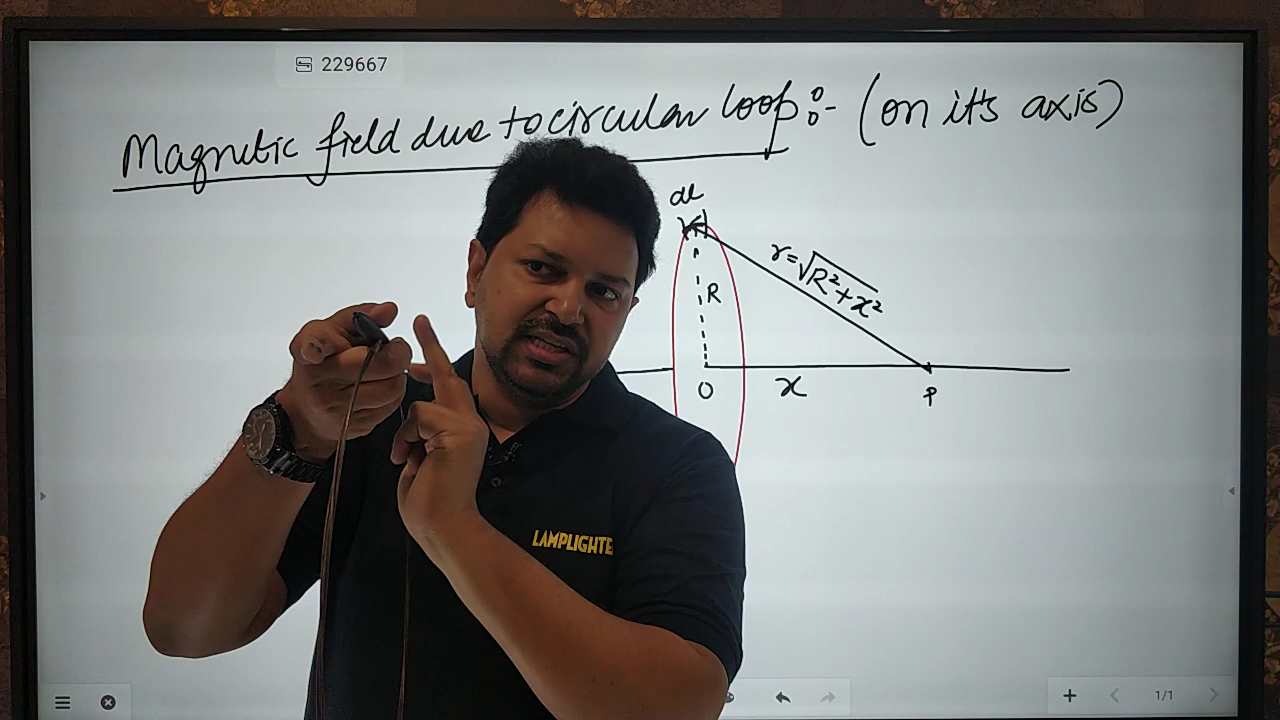 229667
Magnetic field due to circular loop:- (on it's axis)
dl
r=√R²+x²
R
O
x
P
LAMPLIGHTE
1/1